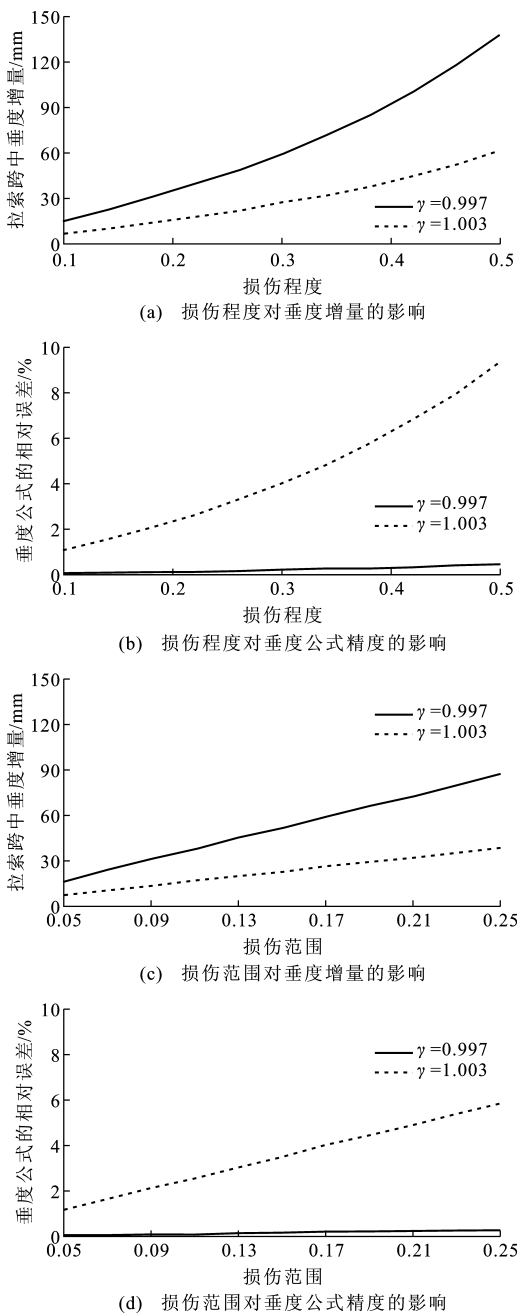 150
120
90
60
30
0
拉索跨中垂度增量/mm
γ=0.997
γ=1.003
0.1 0.2 0.3 0.4 0.5
损伤程度
(a) 损伤程度对垂度增量的影响
10
8
6
4
2
0
垂度公式的相对误差/%
γ=0.997
γ=1.003
0.1 0.2 0.3 0.4 0.5
损伤程度
(b) 损伤程度对垂度公式精度的影响
150
120
90
60
30
0
拉索跨中垂度增量/mm
γ=0.997
γ=1.003
0.05 0.09 0.13 0.17 0.21 0.25
损伤范围
(c) 损伤范围对垂度增量的影响
10
8
6
4
2
0
垂度公式的相对误差/%
γ=0.997
γ=1.003
0.05 0.09 0.13 0.17 0.21 0.25
损伤范围
(d) 损伤范围对垂度公式精度的影响